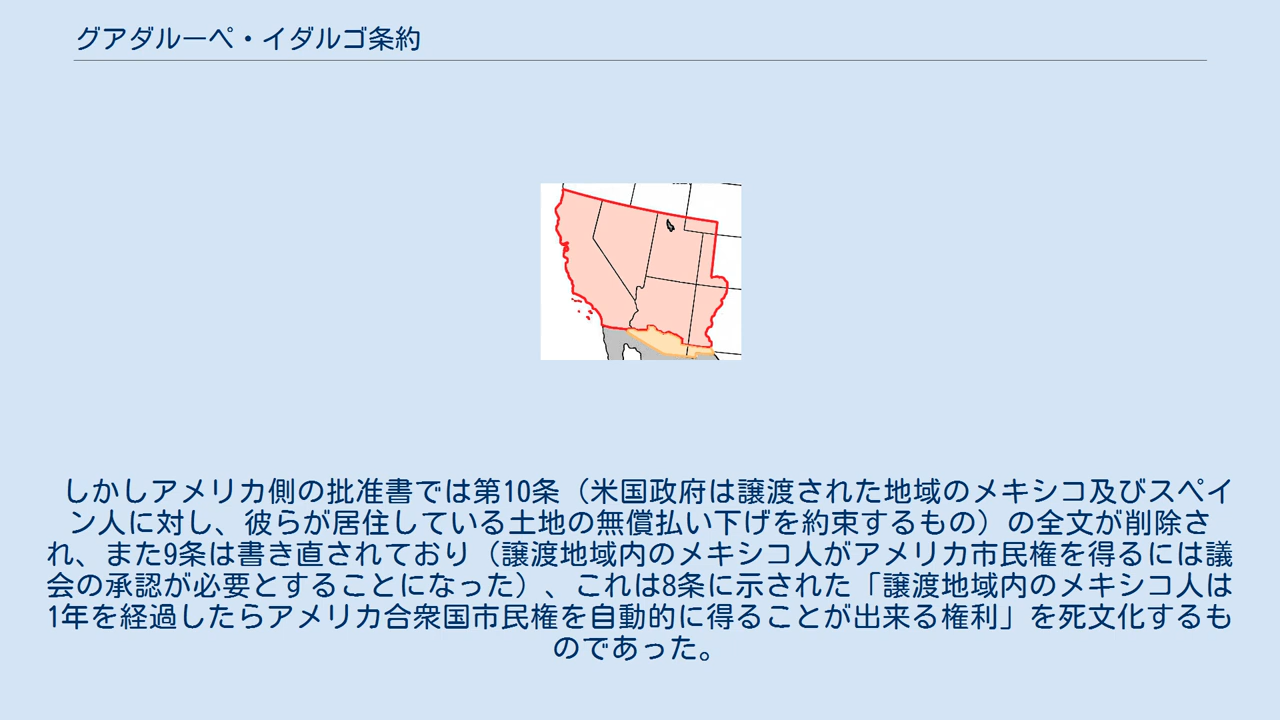 グアダルーペ・イダルゴ条約
しかしアメリカ側の批准書では第10条（米国政府は譲渡された地域のメキシコ及びスペイ
ン人に対し、彼らが居住している土地の無償払い下げを約束するもの）の全文が削除さ
れ、また9条は書き直されており（譲渡地域内のメキシコ人がアメリカ市民権を得るには議
会の承認が必要とすることになった）、これは8条に示された「譲渡地域内のメキシコ人は
1年を経過したらアメリカ合衆国市民権を自動的に得ることが出来る権利」を死文化するも
のであった。